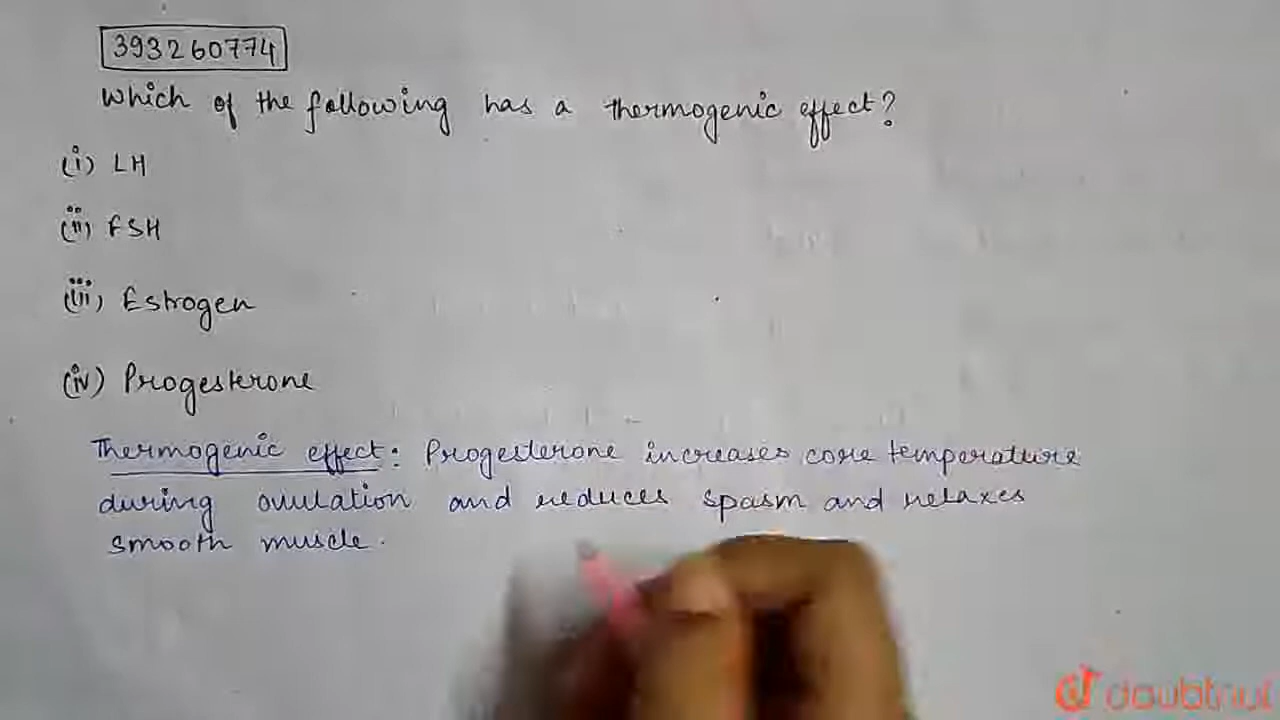 393260774
Which of the following has a thermogenic effect?
(i) LH
(ii) FSH
(iii) Estrogen
(iv) Progesterone
Thermogenic effect: Progesterone increases core temperature
during ovulation and reduces spasm and relaxes
smooth muscle.
doubtnut